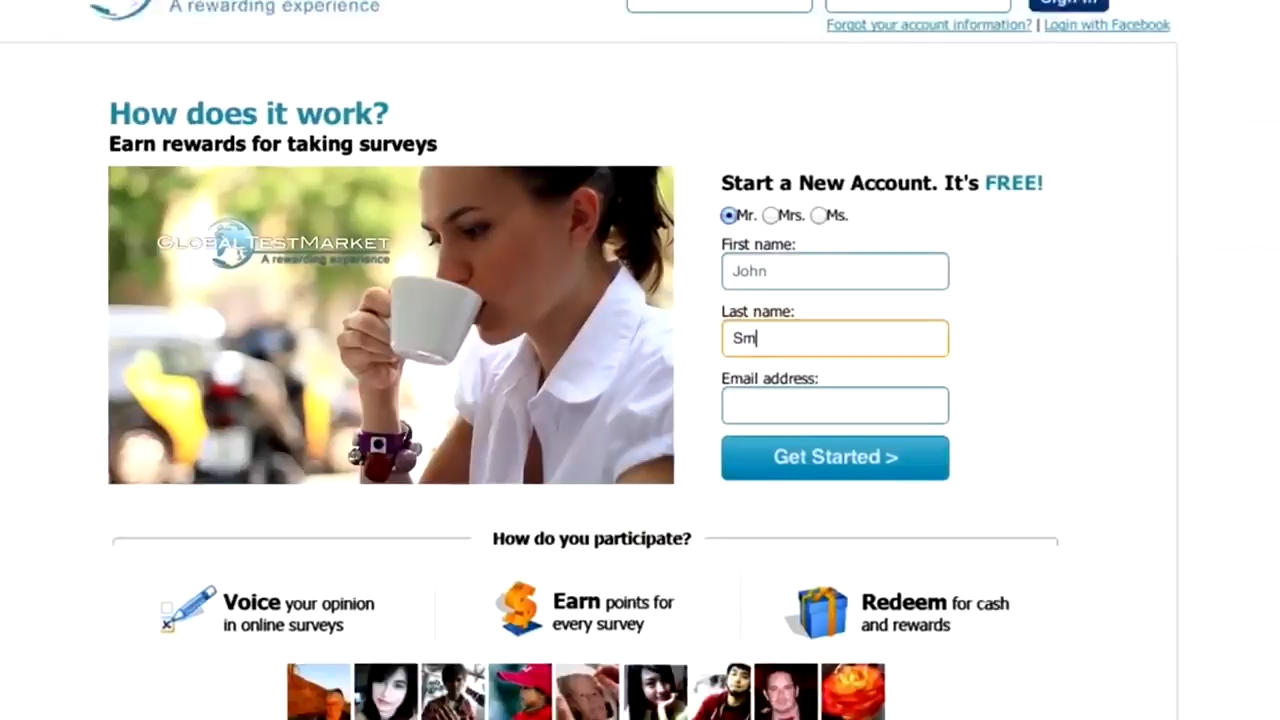 A rewarding experience
Sign In
Forgot your account information? | Login with Facebook
How does it work?
Earn rewards for taking surveys
GLOBALTESTMARKET
A rewarding experience
Start a New Account. It's FREE!
Mr. Mrs. Ms.
First name:
John
Last name:
Sm
Email address:
Get Started >
How do you participate?
Voice your opinion
in online surveys
Earn points for
every survey
Redeem for cash
and rewards